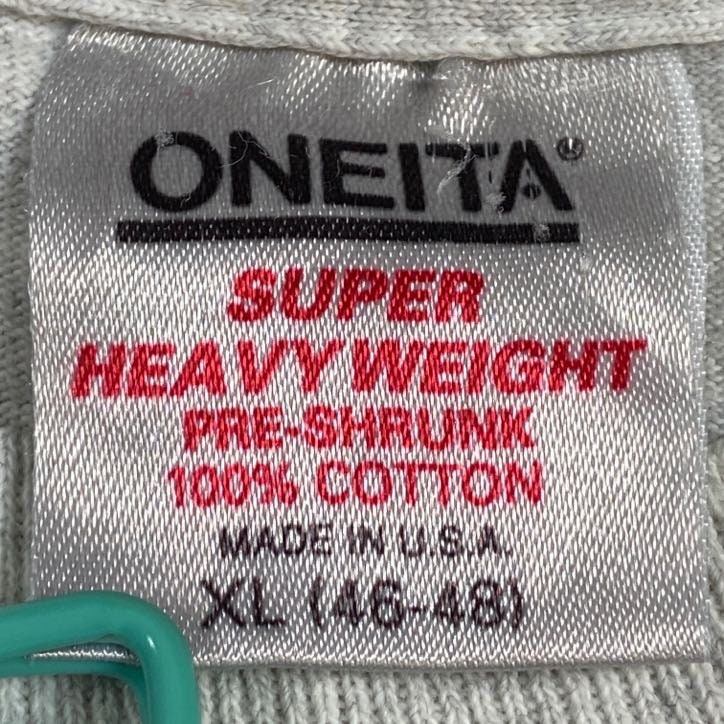 ONEITA®
SUPER
HEAVYWEIGHT
PRE-SHRUNK
100% COTTON
MADE IN U.S.A.
XL (46-48)